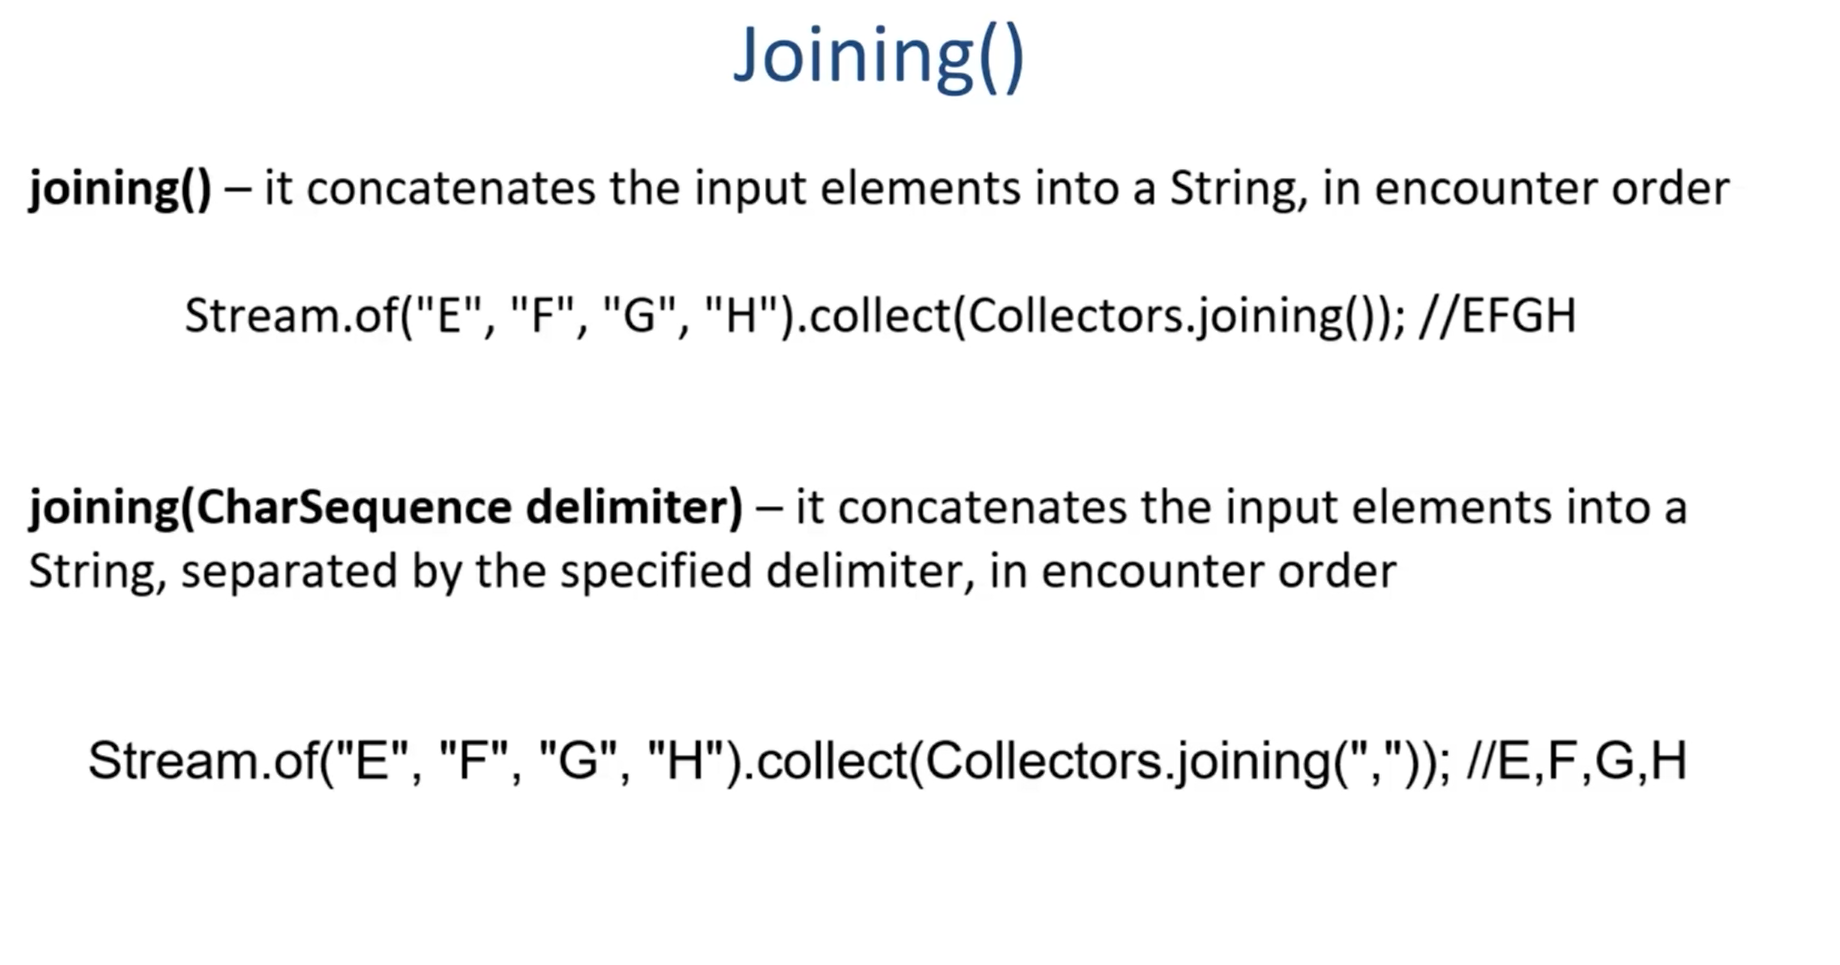 Joining()
joining() – it concatenates the input elements into a String, in encounter order
Stream.of("E", "F", "G", "H").collect(Collectors.joining()); //EFGH
joining(CharSequence delimiter) – it concatenates the input elements into a
String, separated by the specified delimiter, in encounter order
Stream.of("E", "F", "G", "H").collect(Collectors.joining(",")); //E,F,G,H